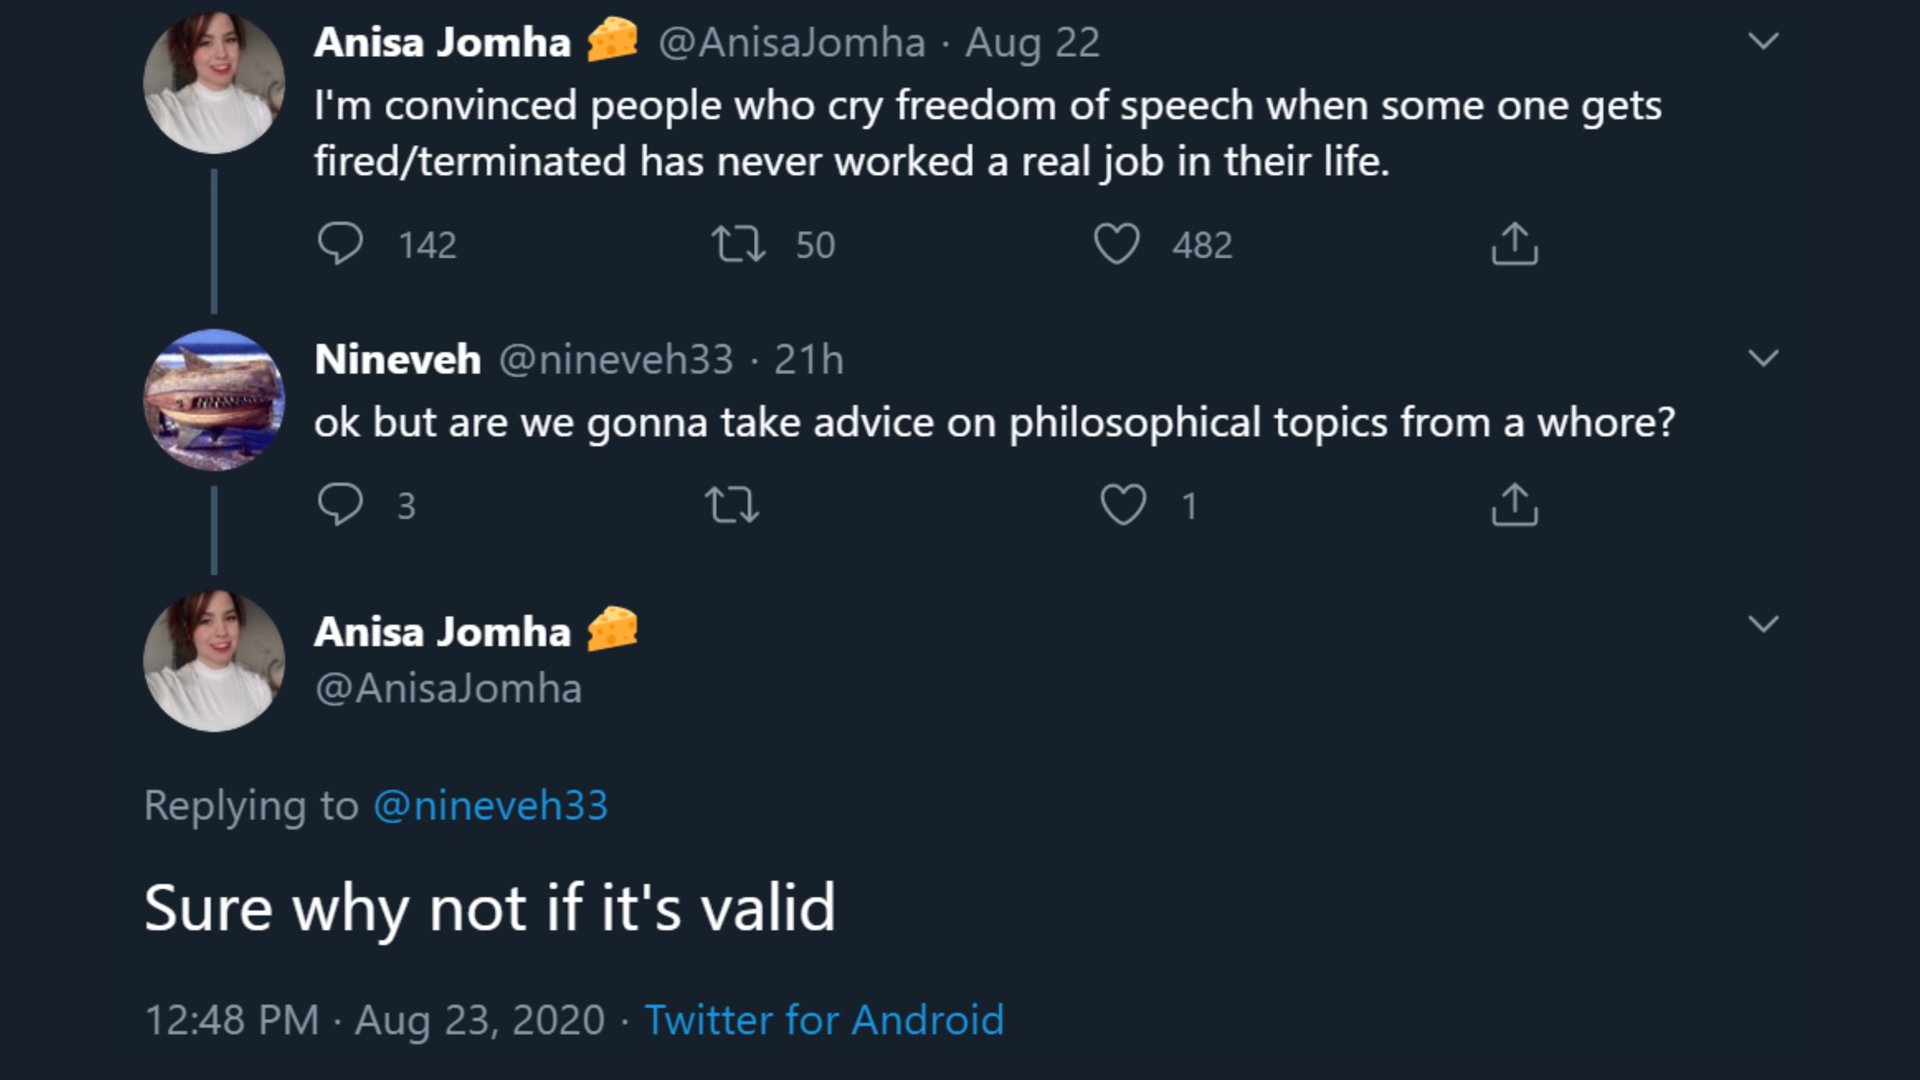 Anisa Jomha 🧀 @AnisaJomha · Aug 22
I'm convinced people who cry freedom of speech when some one gets
fired/terminated has never worked a real job in their life.
142 50 482
Nineveh @nineveh33 · 21h
ok but are we gonna take advice on philosophical topics from a whore?
3 1
Anisa Jomha 🧀
@AnisaJomha
Replying to @nineveh33
Sure why not if it's valid
12:48 PM · Aug 23, 2020 · Twitter for Android